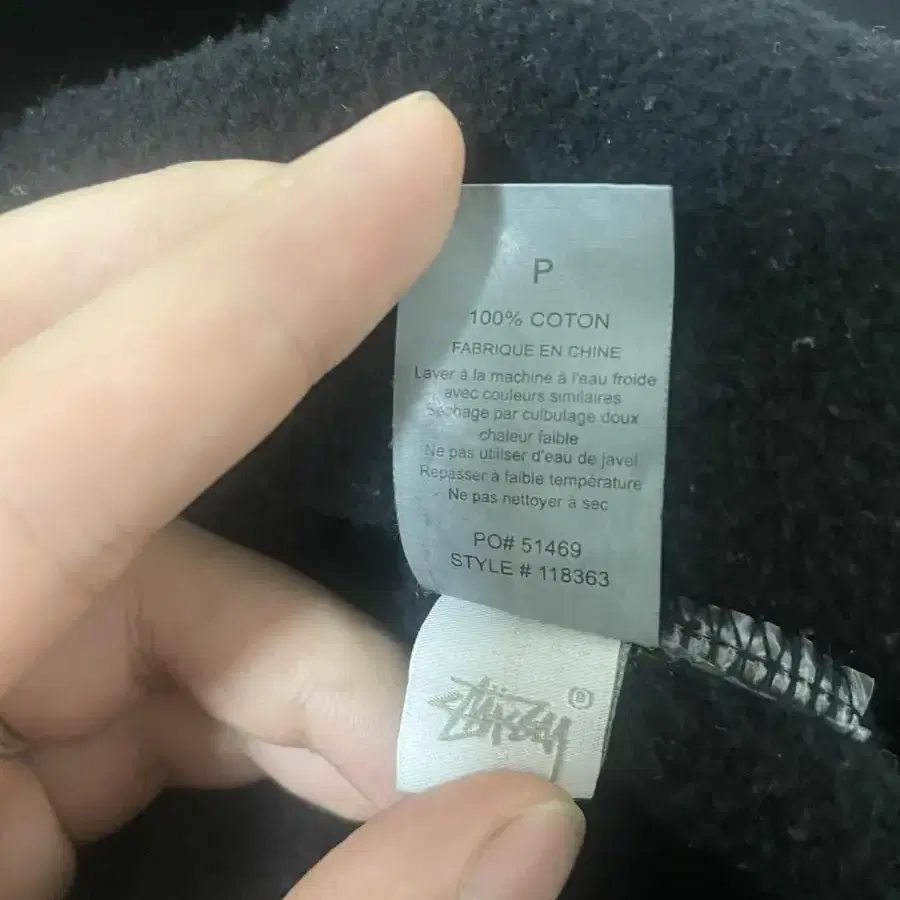 P
100% COTON
FABRIQUE EN CHINE
Laver à la machine à l'eau froide
avec couleurs similaires
Séchage par culbutage doux
chaleur faible
Ne pas utiliser d'eau de javel
Repasser à faible température
Ne pas nettoyer à sec
PO# 51469
STYLE # 118363
Stüssy ®